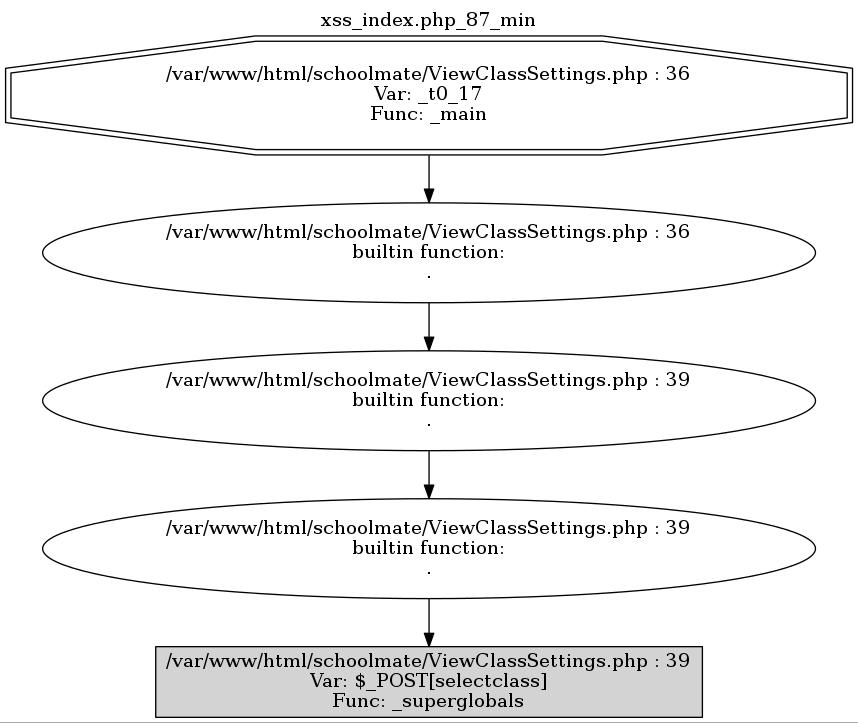 xss_index.php_87_min
/var/www/html/schoolmate/ViewClassSettings.php : 36
Var: _t0_17
Func: _main
/var/www/html/schoolmate/ViewClassSettings.php : 36
builtin function:
.
/var/www/html/schoolmate/ViewClassSettings.php : 39
builtin function:
.
/var/www/html/schoolmate/ViewClassSettings.php : 39
builtin function:
.
/var/www/html/schoolmate/ViewClassSettings.php : 39
Var: $_POST[selectclass]
Func: _superglobals